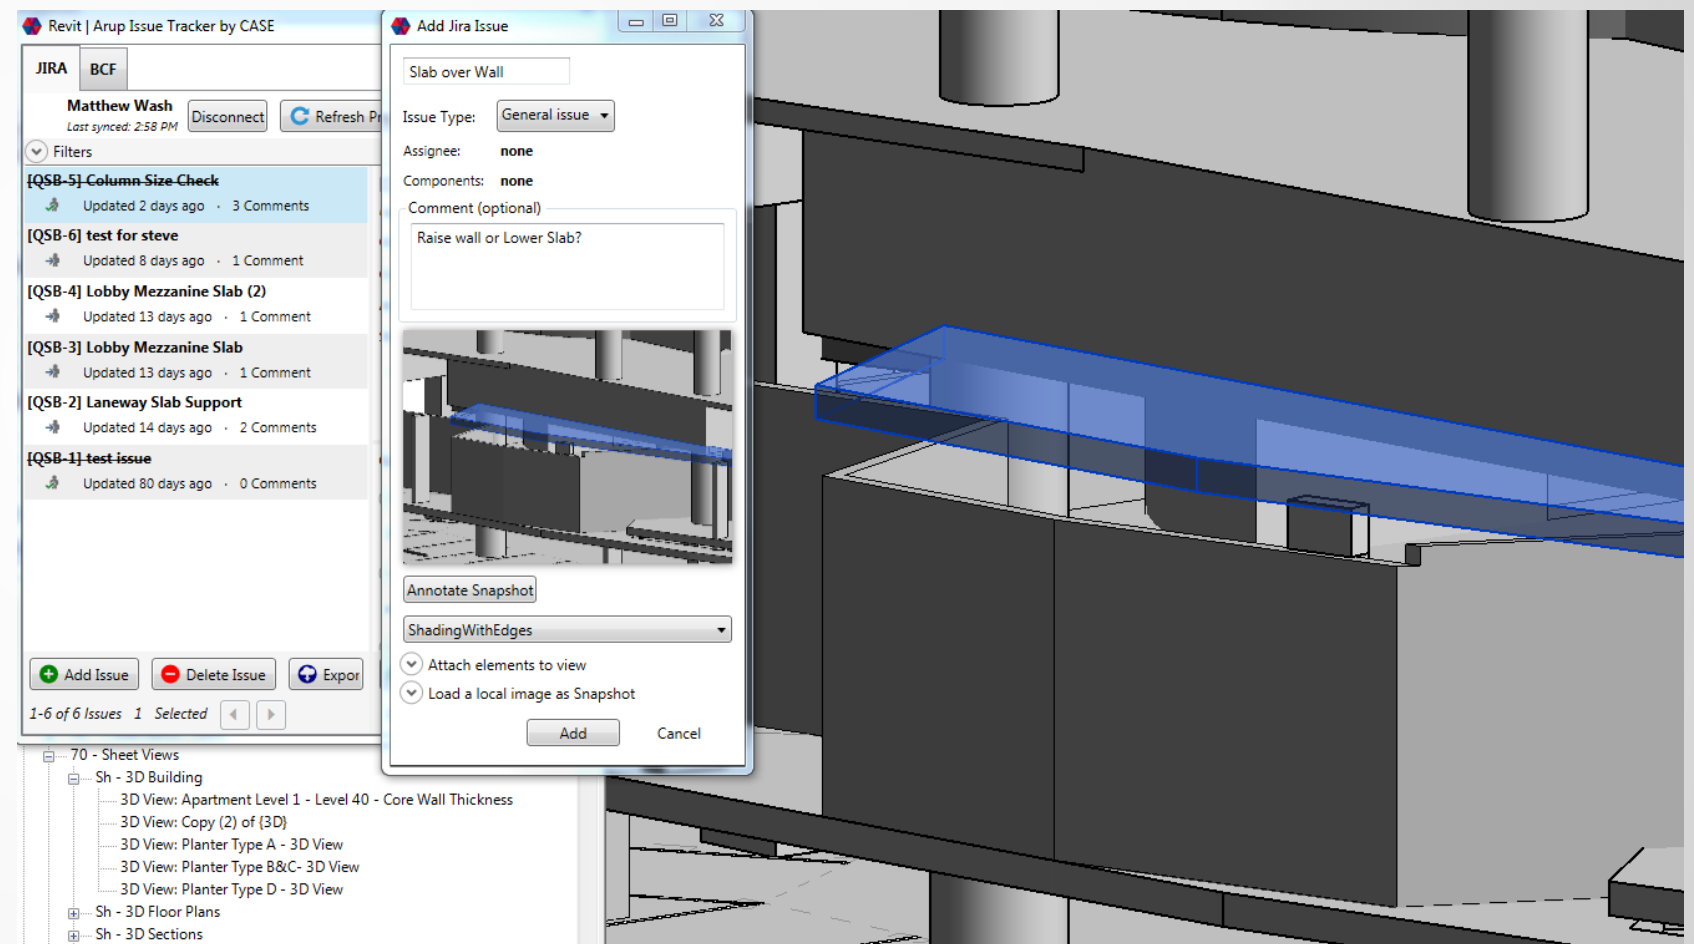 Revit | Arup Issue Tracker by CASE
JIRA
BCF
Matthew Wash
Last synced: 2:58 PM
Disconnect
Refresh Pr
Filters
[QSB-5] Column Size Check
Updated 2 days ago · 3 Comments
[QSB-6] test for steve
Updated 8 days ago · 1 Comment
[QSB-4] Lobby Mezzanine Slab (2)
Updated 13 days ago · 1 Comment
[QSB-3] Lobby Mezzanine Slab
Updated 13 days ago · 1 Comment
[QSB-2] Laneway Slab Support
Updated 14 days ago · 2 Comments
[QSB-1] test issue
Updated 80 days ago · 0 Comments
Add Issue
Delete Issue
Expor
1-6 of 6 Issues 1 Selected
Add Jira Issue
Slab over Wall
Issue Type: General issue
Assignee: none
Components: none
Comment (optional)
Raise wall or Lower Slab?
Annotate Snapshot
ShadingWithEdges
Attach elements to view
Load a local image as Snapshot
Add
Cancel
70 - Sheet Views
Sh - 3D Building
3D View: Apartment Level 1 - Level 40 - Core Wall Thickness
3D View: Copy (2) of {3D}
3D View: Planter Type A - 3D View
3D View: Planter Type B&C- 3D View
3D View: Planter Type D - 3D View
Sh - 3D Floor Plans
Sh - 3D Sections